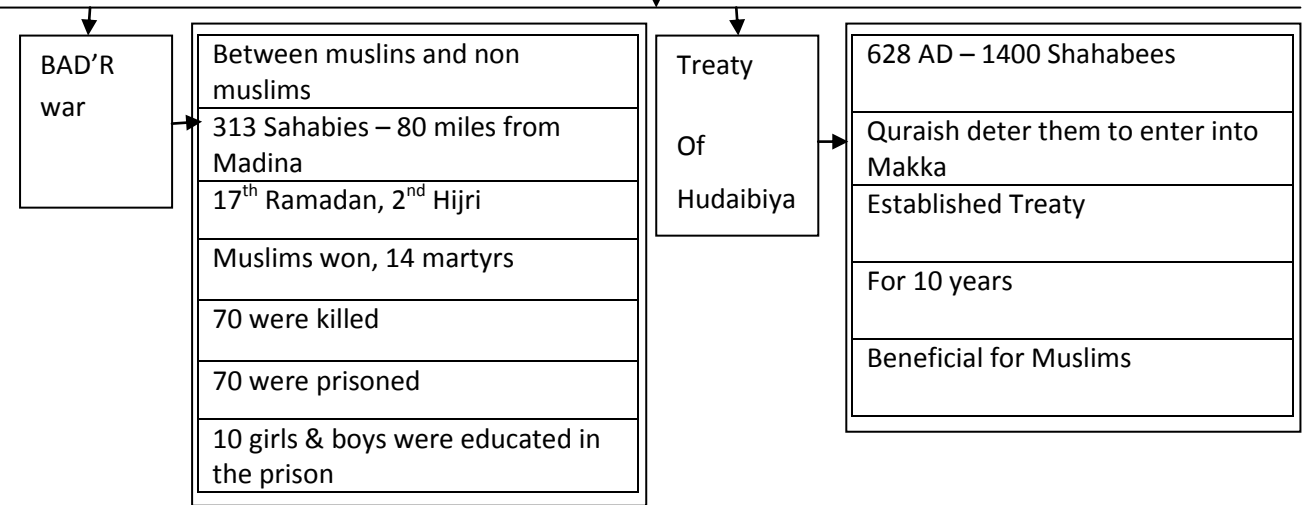 BAD’R
war
Between muslins and non
muslims
313 Sahabies – 80 miles from
Madina
17th Ramadan, 2nd Hijri
Muslims won, 14 martyrs
70 were killed
70 were prisoned
10 girls & boys were educated in
the prison
Treaty
Of
Hudaibiya
628 AD – 1400 Shahabees
Quraish deter them to enter into
Makka
Established Treaty
For 10 years
Beneficial for Muslims